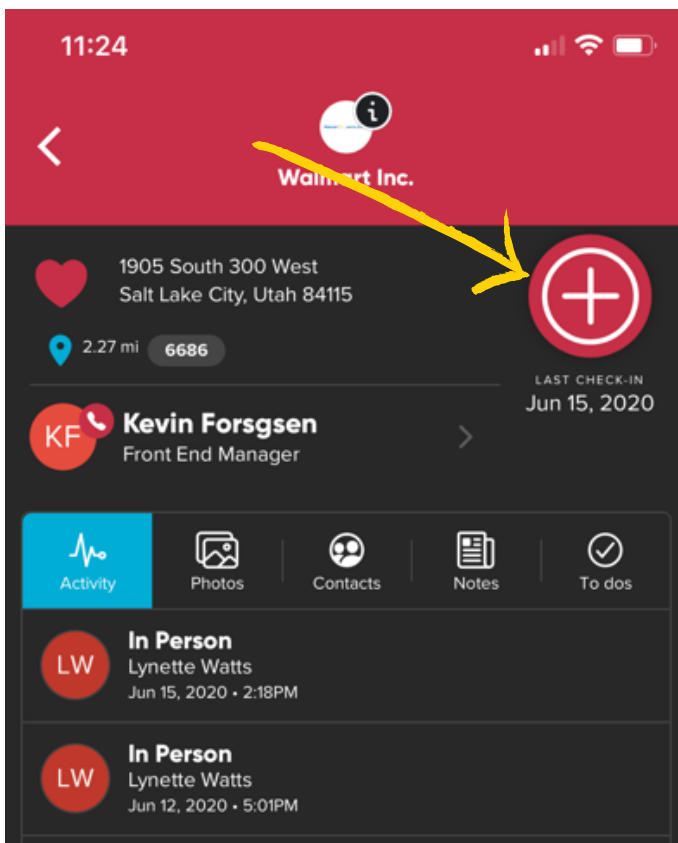 11:24
i
Walmart Inc.
1905 South 300 West
Salt Lake City, Utah 84115
2.27 mi 6686
LAST CHECK-IN
Jun 15, 2020
KF Kevin Forsgsen
Front End Manager
Activity Photos Contacts Notes To dos
LW In Person
Lynette Watts
Jun 15, 2020 • 2:18PM
LW In Person
Lynette Watts
Jun 12, 2020 • 5:01PM